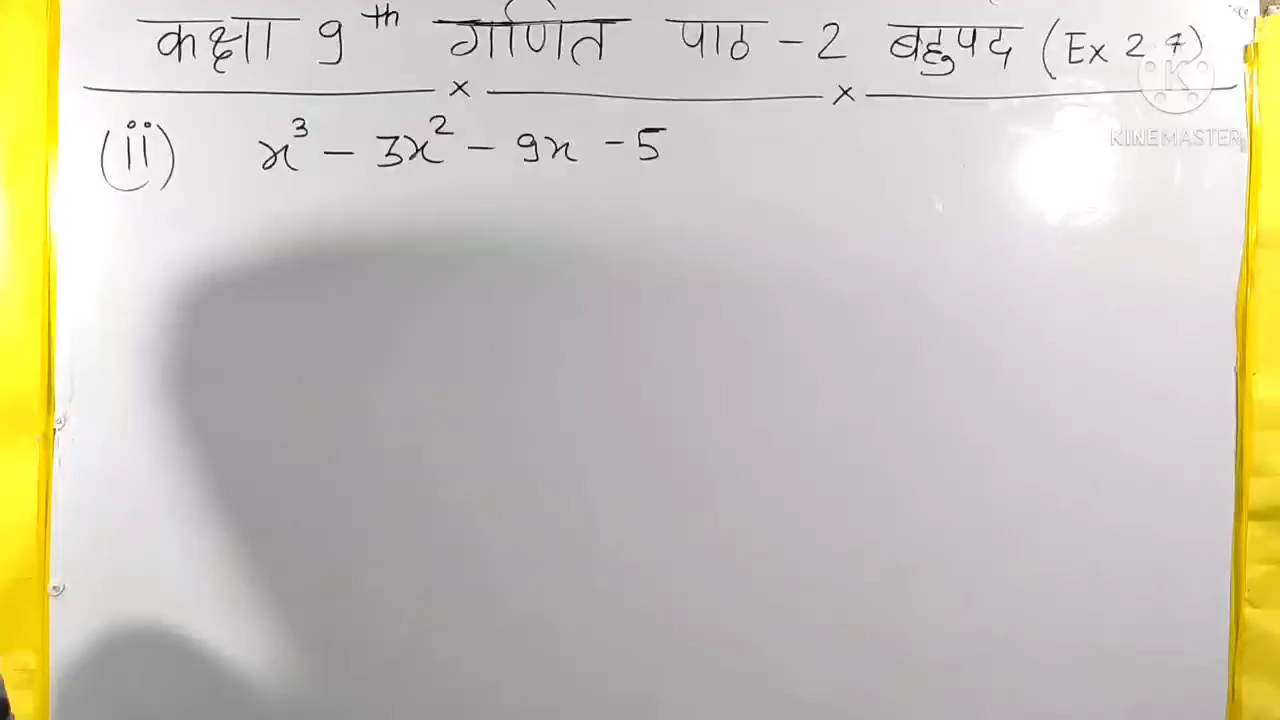 कक्षा 9th गणित पाठ - 2 बहुपद (Ex 2 4)
(ii) x³ - 3x² - 9x - 5
KINEMASTER